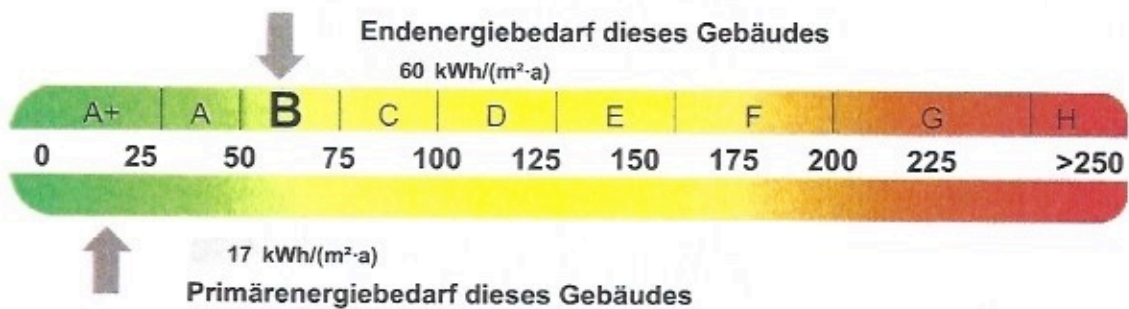 Endenergiebedarf dieses Gebäudes
60 kWh/(m²·a)
A+ A B C D E F G H
0 25 50 75 100 125 150 175 200 225 >250
17 kWh/(m²·a)
Primärenergiebedarf dieses Gebäudes